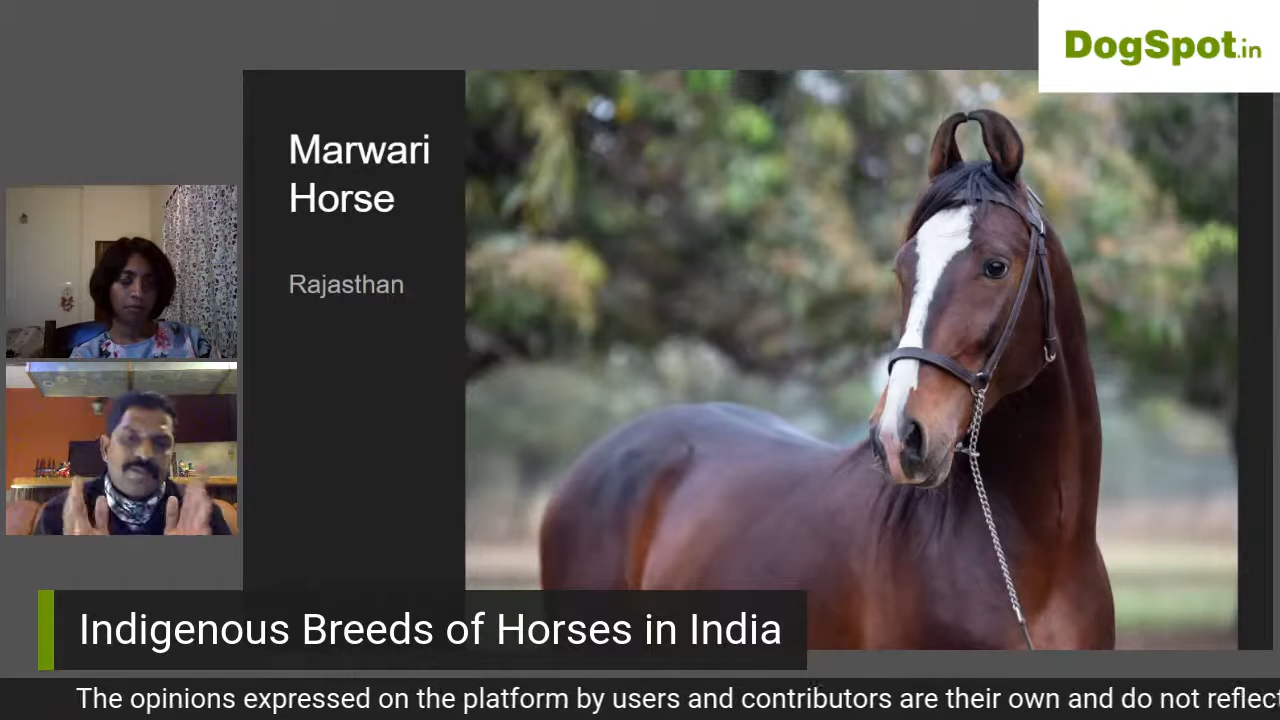 DogSpot.in
Marwari
Horse
Rajasthan
Indigenous Breeds of Horses in India
The opinions expressed on the platform by users and contributors are their own and do not reflec